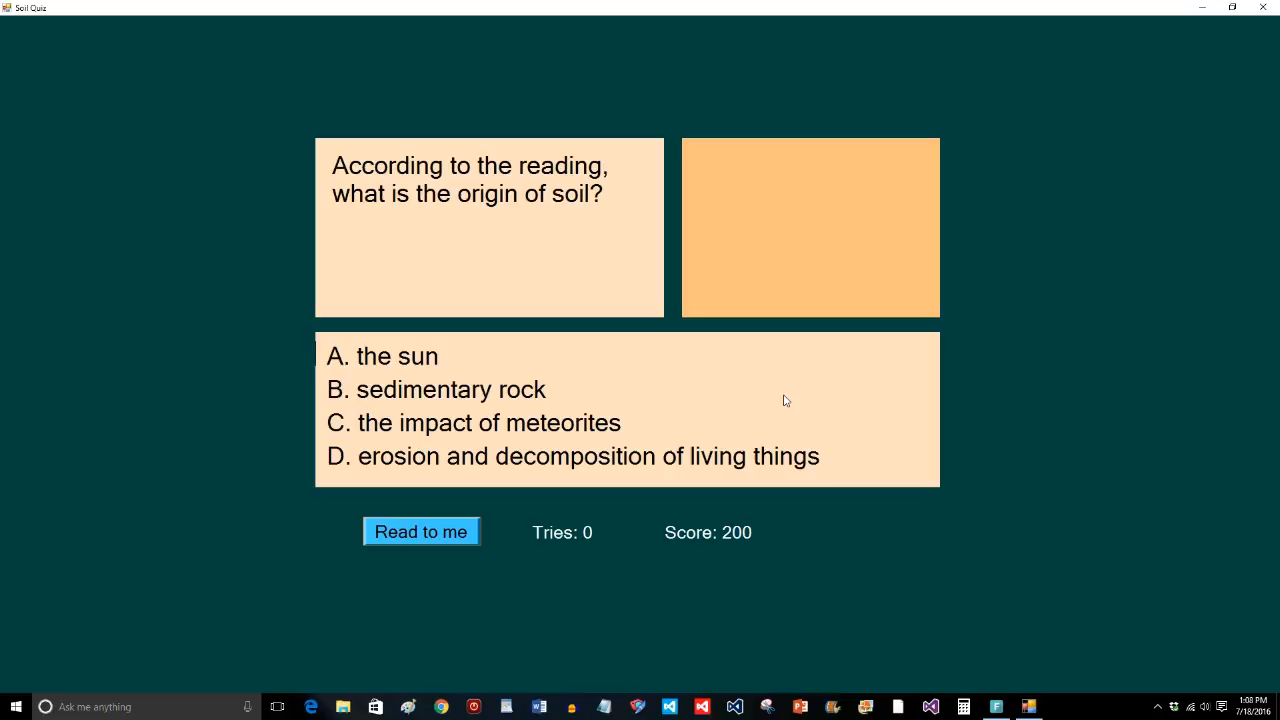 Soil Quiz
According to the reading,
what is the origin of soil?
A. the sun
B. sedimentary rock
C. the impact of meteorites
D. erosion and decomposition of living things
Read to me
Tries: 0
Score: 200
Ask me anything
1:08 PM
7/18/2016